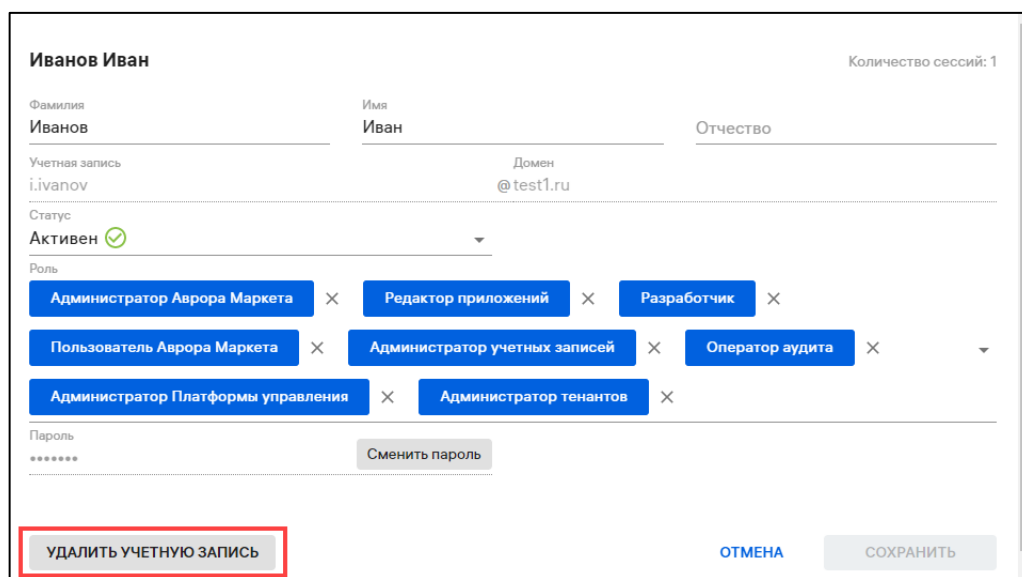 Иванов Иван
Количество сессий: 1
Фамилия Имя
Иванов Иван Отчество
Учетная запись Домен
i.ivanov @test1.ru
Статус
Активен
Роль
Администратор Аврора Маркета Редактор приложений Разработчик
Пользователь Аврора Маркета Администратор учетных записей Оператор аудита
Администратор Платформы управления Администратор тенантов
Пароль
••••••• Сменить пароль
УДАЛИТЬ УЧЕТНУЮ ЗАПИСЬ ОТМЕНА СОХРАНИТЬ